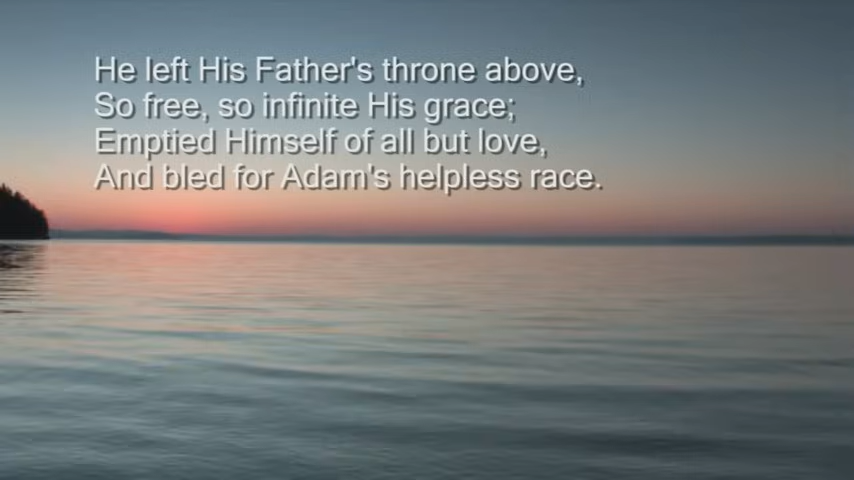 He left His Father's throne above,
So free, so infinite His grace;
Emptied Himself of all but love,
And bled for Adam's helpless race.